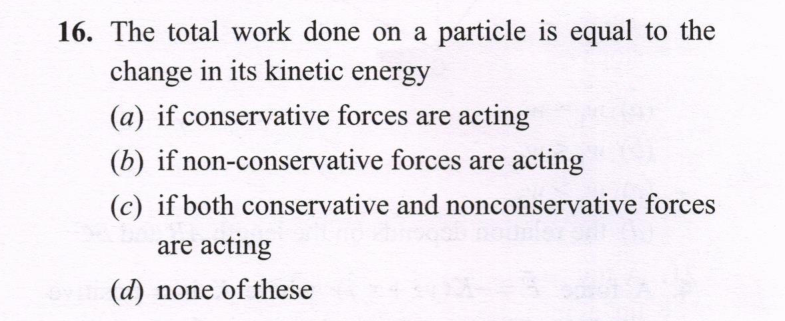 16. The total work done on a particle is equal to the
change in its kinetic energy
(a) if conservative forces are acting
(b) if non-conservative forces are acting
(c) if both conservative and nonconservative forces
are acting
(d) none of these